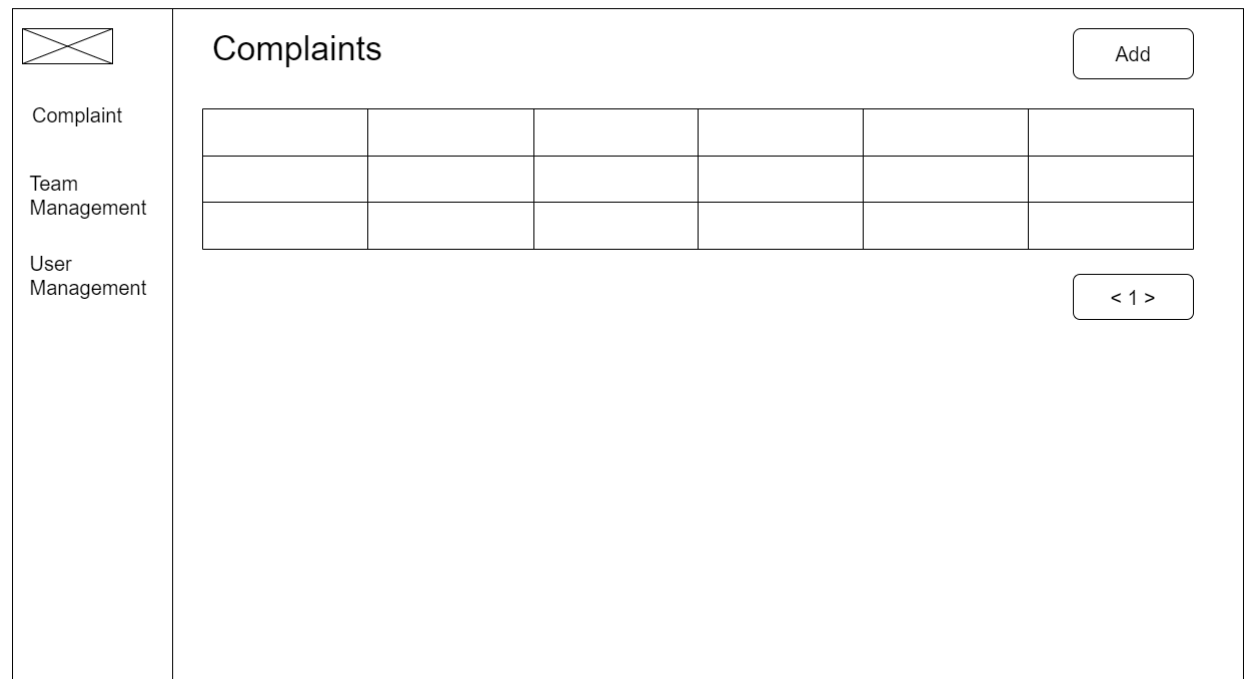 Complaints
Add
Complaint
Team
Management
User
Management
< 1 >